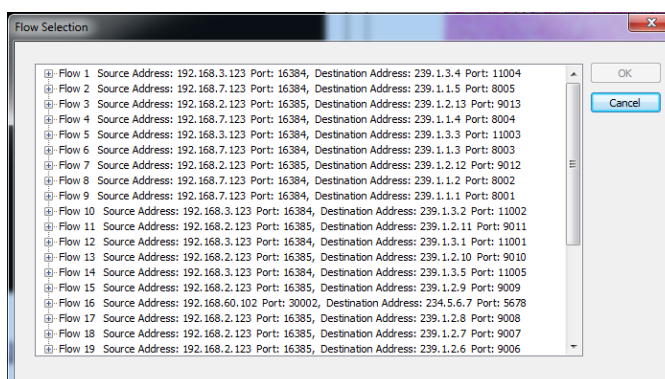 Flow Selection
Flow 1 Source Address: 192.168.3.123 Port: 16384, Destination Address: 239.1.3.4 Port: 11004
Flow 2 Source Address: 192.168.7.123 Port: 16384, Destination Address: 239.1.1.5 Port: 8005
Flow 3 Source Address: 192.168.2.123 Port: 16385, Destination Address: 239.1.2.13 Port: 9013
Flow 4 Source Address: 192.168.7.123 Port: 16384, Destination Address: 239.1.1.4 Port: 8004
Flow 5 Source Address: 192.168.3.123 Port: 16384, Destination Address: 239.1.3.3 Port: 11003
Flow 6 Source Address: 192.168.7.123 Port: 16384, Destination Address: 239.1.1.3 Port: 8003
Flow 7 Source Address: 192.168.2.123 Port: 16385, Destination Address: 239.1.2.12 Port: 9012
Flow 8 Source Address: 192.168.7.123 Port: 16384, Destination Address: 239.1.1.2 Port: 8002
Flow 9 Source Address: 192.168.7.123 Port: 16384, Destination Address: 239.1.1.1 Port: 8001
Flow 10 Source Address: 192.168.3.123 Port: 16384, Destination Address: 239.1.3.2 Port: 11002
Flow 11 Source Address: 192.168.2.123 Port: 16385, Destination Address: 239.1.2.11 Port: 9011
Flow 12 Source Address: 192.168.3.123 Port: 16384, Destination Address: 239.1.3.1 Port: 11001
Flow 13 Source Address: 192.168.2.123 Port: 16385, Destination Address: 239.1.2.10 Port: 9010
Flow 14 Source Address: 192.168.3.123 Port: 16384, Destination Address: 239.1.3.5 Port: 11005
Flow 15 Source Address: 192.168.2.123 Port: 16385, Destination Address: 239.1.2.9 Port: 9009
Flow 16 Source Address: 192.168.60.102 Port: 30002, Destination Address: 234.5.6.7 Port: 5678
Flow 17 Source Address: 192.168.2.123 Port: 16385, Destination Address: 239.1.2.8 Port: 9008
Flow 18 Source Address: 192.168.2.123 Port: 16385, Destination Address: 239.1.2.7 Port: 9007
Flow 19 Source Address: 192.168.2.123 Port: 16385, Destination Address: 239.1.2.6 Port: 9006
OK
Cancel